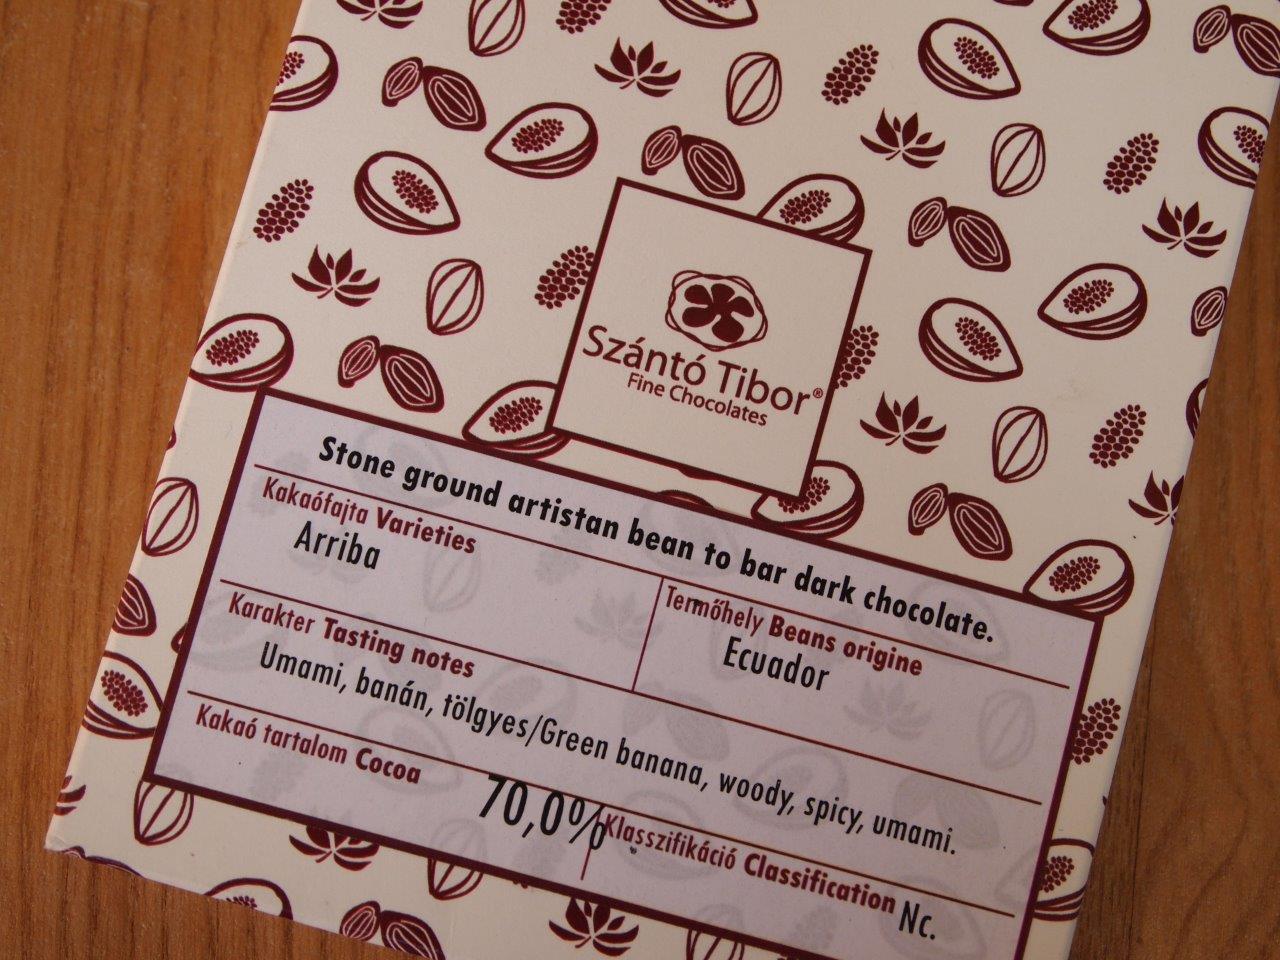 Szántó Tibor®
Fine Chocolates
Stone ground artistan bean to bar dark chocolate.
Kakaófajta Varieties
Arriba
Termőhely Beans origine
Ecuador
Karakter Tasting notes
Umami, banán, tölgyes/Green banana, woody, spicy, umami.
Kakaó tartalom Cocoa
70,0%
Klasszifikáció Classification
Nc.